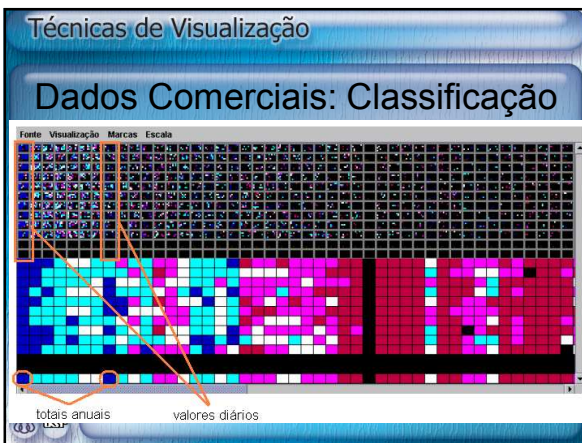 Técnicas de Visualização
Dados Comerciais: Classificação
Fonte Visualização Marcas Escala
totais anuais valores diários